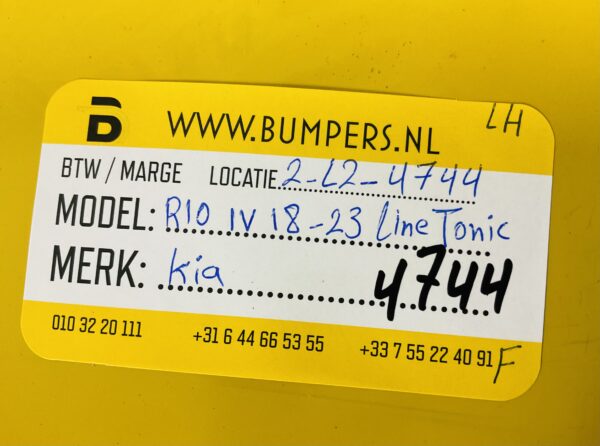 LH
B WWW.BUMPERS.NL
BTW / MARGE LOCATIE 2-L2-4744
MODEL: RIO IV 18-23 Line Tonic
MERK: Kia 4744
010 32 20 111 +31 6 44 66 53 55 +33 7 55 22 40 91 F